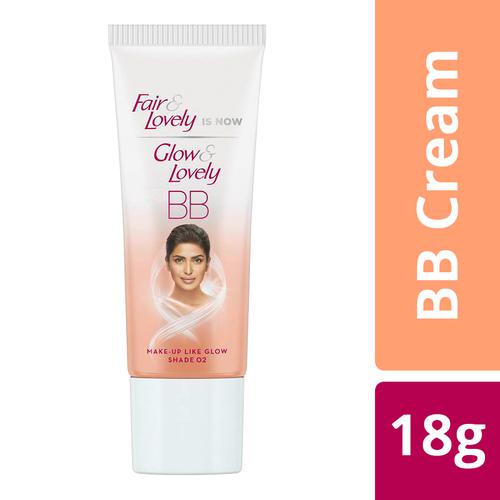 Fair &
Lovely IS NOW
Glow &
Lovely
BB
MAKE-UP LIKE GLOW
SHADE 02
BB Cream
18g